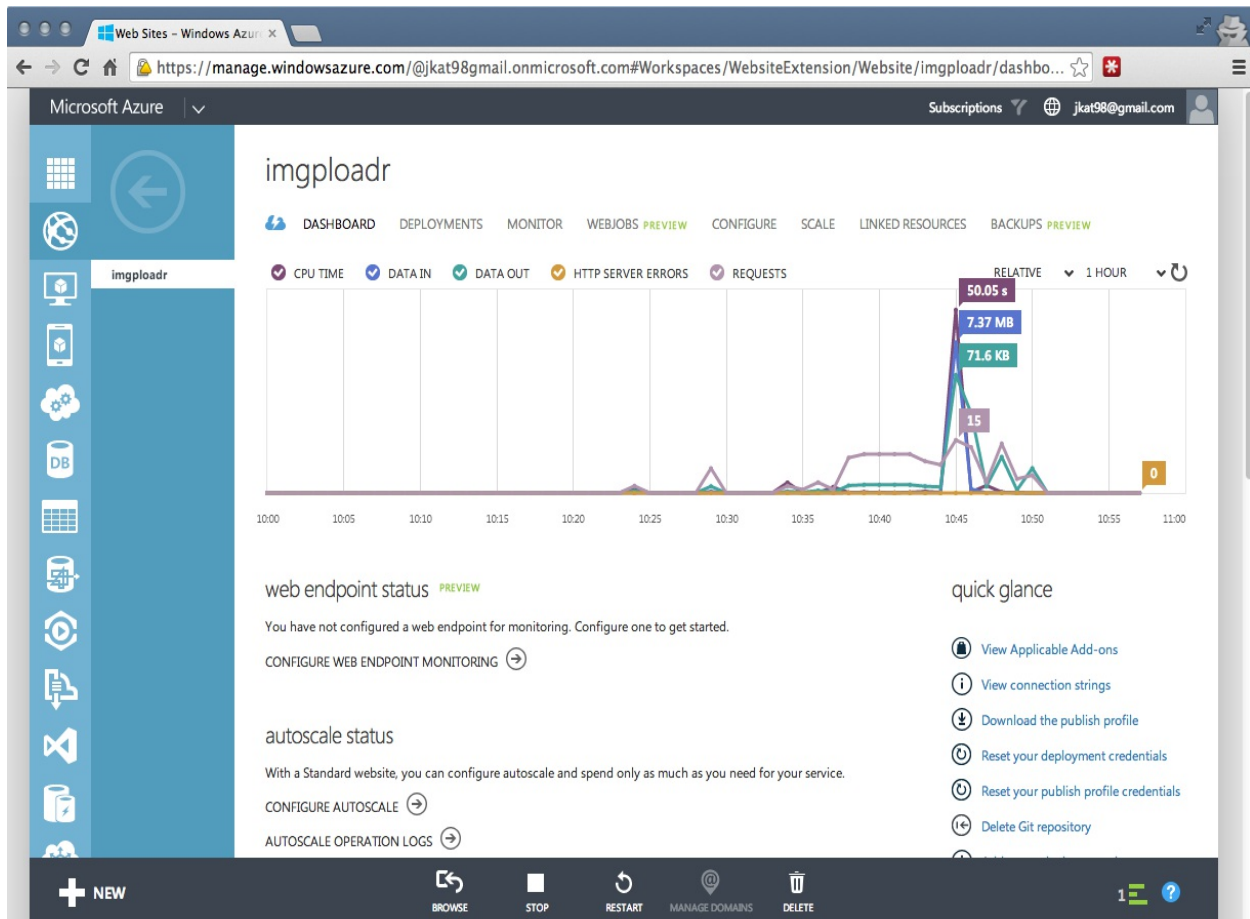 Web Sites – Windows Azur
https://manage.windowsazure.com/@jkat98gmail.onmicrosoft.com#Workspaces/WebsiteExtension/Website/imgploadr/dashbo...
Microsoft Azure
Subscriptions
jkat98@gmail.com
imgploadr
DASHBOARD DEPLOYMENTS MONITOR WEBJOBS PREVIEW CONFIGURE SCALE LINKED RESOURCES BACKUPS PREVIEW
imgploadr
CPU TIME DATA IN DATA OUT HTTP SERVER ERRORS REQUESTS
RELATIVE 1 HOUR
50.05 s
7.37 MB
71.6 KB
15
0
DB
10:00 10:05 10:10 10:15 10:20 10:25 10:30 10:35 10:40 10:45 10:50 10:55 11:00
web endpoint status PREVIEW
You have not configured a web endpoint for monitoring. Configure one to get started.
CONFIGURE WEB ENDPOINT MONITORING
autoscale status
With a Standard website, you can configure autoscale and spend only as much as you need for your service.
CONFIGURE AUTOSCALE
AUTOSCALE OPERATION LOGS
quick glance
View Applicable Add-ons
View connection strings
Download the publish profile
Reset your deployment credentials
Reset your publish profile credentials
Delete Git repository
NEW
BROWSE
STOP
RESTART
MANAGE DOMAINS
DELETE
1
?